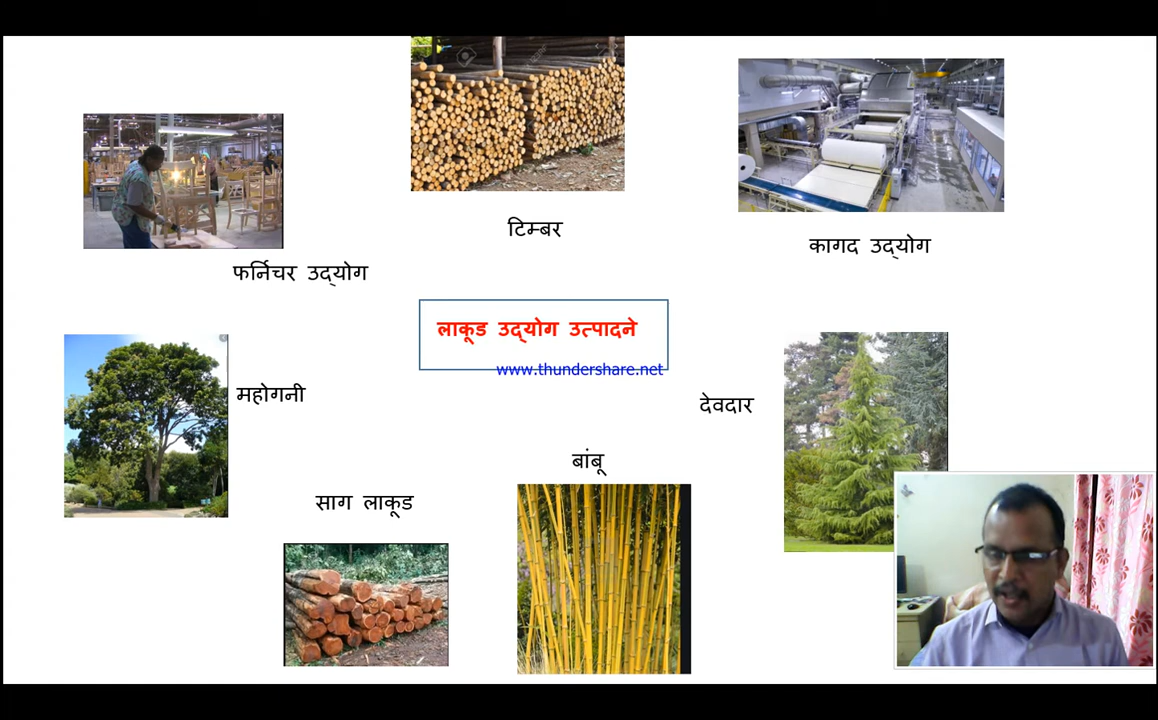 टिम्बर
कागद उद्योग
फर्निचर उद्योग
लाकूड उद्योग उत्पादने
www.thundershare.net
महोगनी
देवदार
बांबू
साग लाकूड